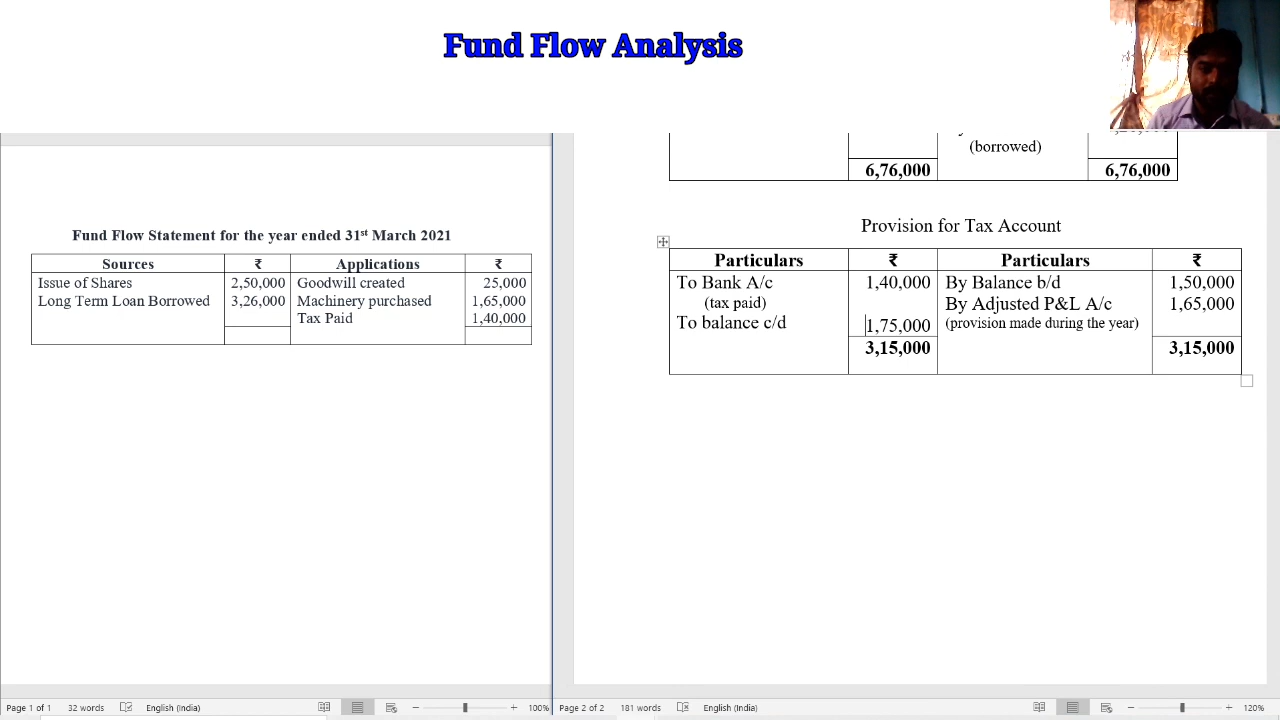 Fund Flow Analysis
Fund Flow Statement for the year ended 31st March 2021
Sources ₹ Applications ₹
Issue of Shares 2,50,000 Goodwill created 25,000
Long Term Loan Borrowed 3,26,000 Machinery purchased 1,65,000
Tax Paid 1,40,000
(borrowed)
6,76,000 6,76,000
Provision for Tax Account
Particulars ₹ Particulars ₹
To Bank A/c 1,40,000 By Balance b/d 1,50,000
(tax paid) By Adjusted P&L A/c 1,65,000
To balance c/d 1,75,000 (provision made during the year)
3,15,000 3,15,000
Page 1 of 1 32 words English (India) 100% Page 2 of 2 181 words English (India) 120%